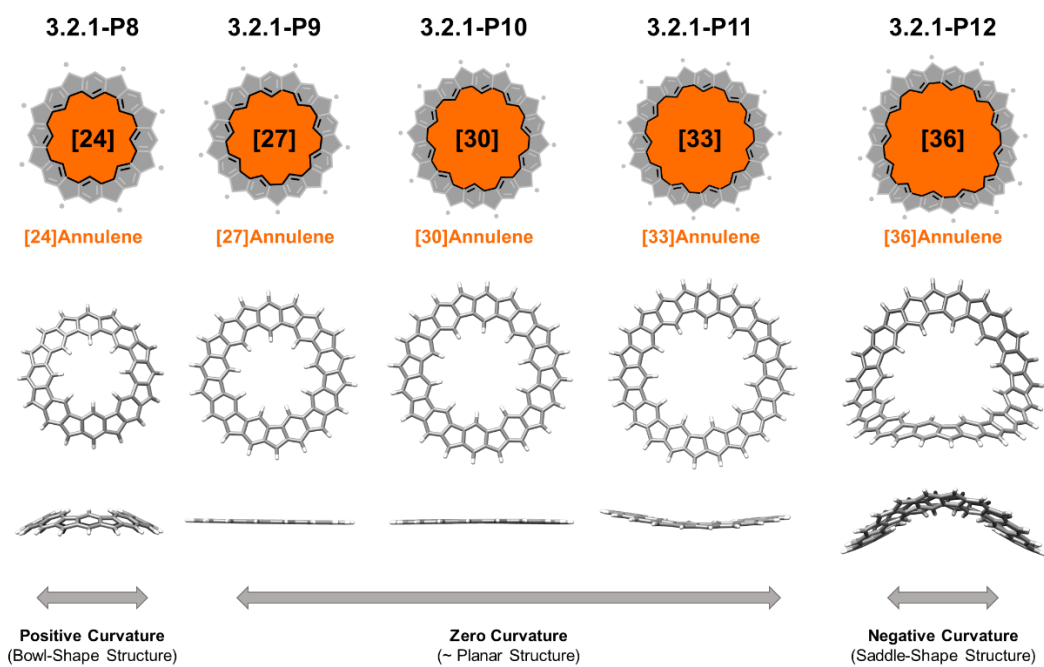 3.2.1-P8 3.2.1-P9 3.2.1-P10 3.2.1-P11 3.2.1-P12
[24] [27] [30] [33] [36]
[24]Annulene [27]Annulene [30]Annulene [33]Annulene [36]Annulene
Positive Curvature Zero Curvature Negative Curvature
(Bowl-Shape Structure) (~ Planar Structure) (Saddle-Shape Structure)